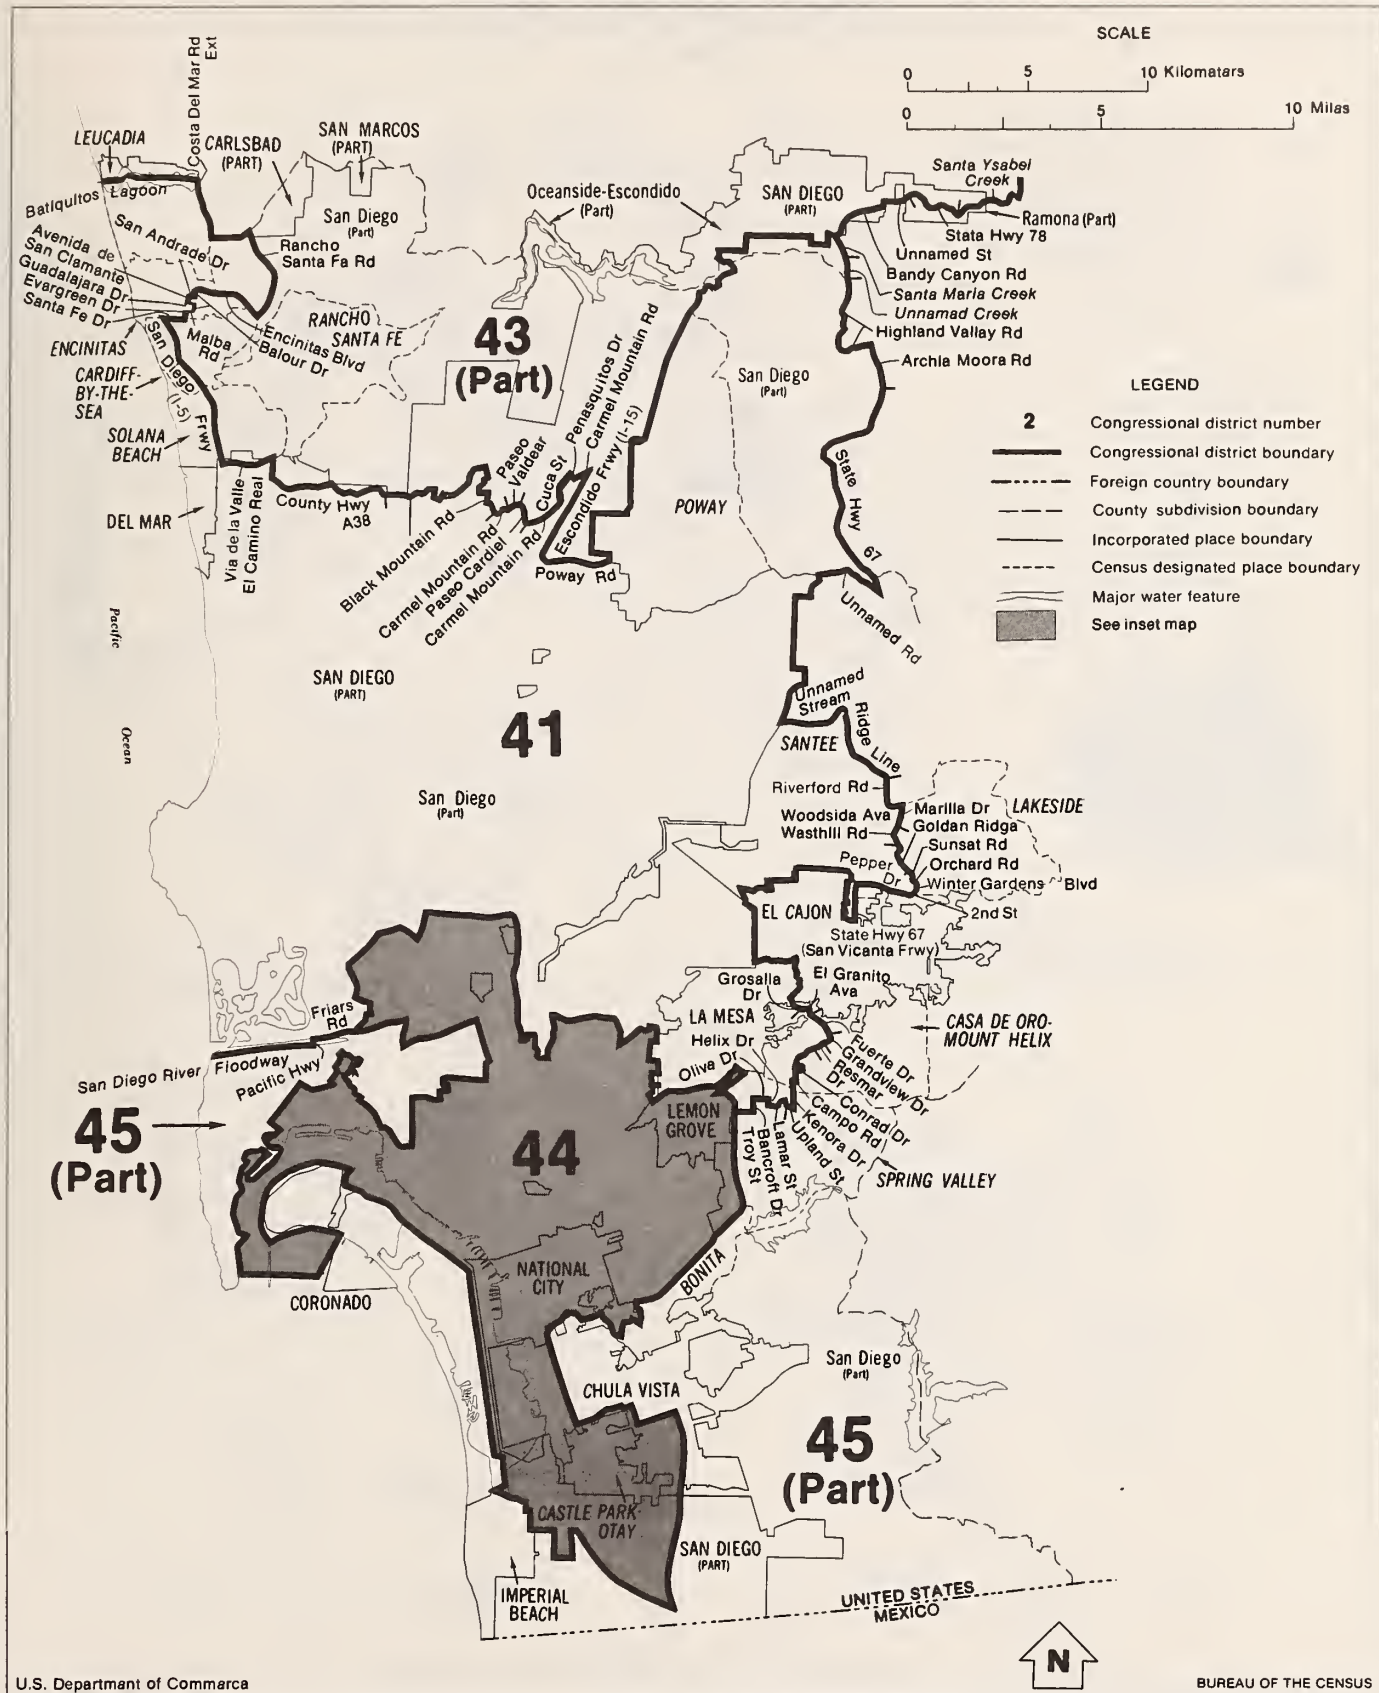 SCALE
0 5 10 Kilomatars
0 5 10 Milas
Costa Del Mar Rd
Ext
LEUCADIA
CARLSBAD
(PART)
SAN MARCOS
(PART)
Batiquitos Lagoon
San Diego
(Part)
Oceanside-Escondido
(Part)
SAN DIEGO
(PART)
Santa Ysabel
Creek
Ramona (Part)
Stata Hwy 78
Unnamed St
Bandy Canyon Rd
Santa Maria Creek
Unnamad Creek
Highland Vallay Rd
Archia Moora Rd
San Andrade Dr
Avenida de
San Clamante
Guadalajara Dr
Evergreen Dr
Santa Fe Dr
Rancho
Santa Fa Rd
ENCINITAS
Malba
Rd
Encinitas Blvd
Balour Dr
RANCHO
SANTA FE
43
(Part)
CARDIFF-
BY-THE-
SEA
San Diego
(I-5)
Frwy
SOLANA
BEACH
DEL MAR
Via de la Valle
El Camino Real
County Hwy
A38
Paseo
Valdear
Cuca St
Penasquitos Dr
Carmel Mountain Rd
Escondido Frwy (I-15)
Black Mountain Rd
Carmel Mountain Rd
Paseo Cardiel
Carmel Mountain Rd
Poway Rd
San Diego
(Part)
POWAY
State Hwy 67
Unnamed Rd
LEGEND
2 Congressional district number
Congressional district boundary
Foreign country boundary
County subdivision boundary
Incorporated place boundary
Census designated place boundary
Major water feature
See inset map
Pacific
Ocean
SAN DIEGO
(PART)
41
San Diego
(Part)
Unnamed
Stream
Ridge Line
SANTEE
Riverford Rd
Woodsida Ava
Wasthill Rd
Marilla Dr
LAKESIDE
Goldan Ridga
Sunsat Rd
Orchard Rd
Pepper
Dr
Winter Gardens Blvd
2nd St
EL CAJON
State Hwy 67
(San Vicanta Frwy)
Grosalla
Dr
El Granito
Ava
LA MESA
CASA DE ORO-
MOUNT HELIX
Helix Dr
Oliva Dr
Fuerte Dr
Grandview Dr
Resmar
Dr
Conrad Dr
Campo Rd
Kenora Dr
Upland St
Lamar St
Bancroft Dr
Troy St
SPRING VALLEY
Friars
Rd
San Diego River Floodway
Pacific Hwy
45
(Part)
LEMON
GROVE
44
NATIONAL
CITY
BONITA
CORONADO
CHULA VISTA
San Diego
(Part)
45
(Part)
CASTLE PARK-
OTAY
SAN DIEGO
(PART)
IMPERIAL
BEACH
UNITED STATES
MEXICO
N
U.S. Departmant of Commarca
BUREAU OF THE CENSUS